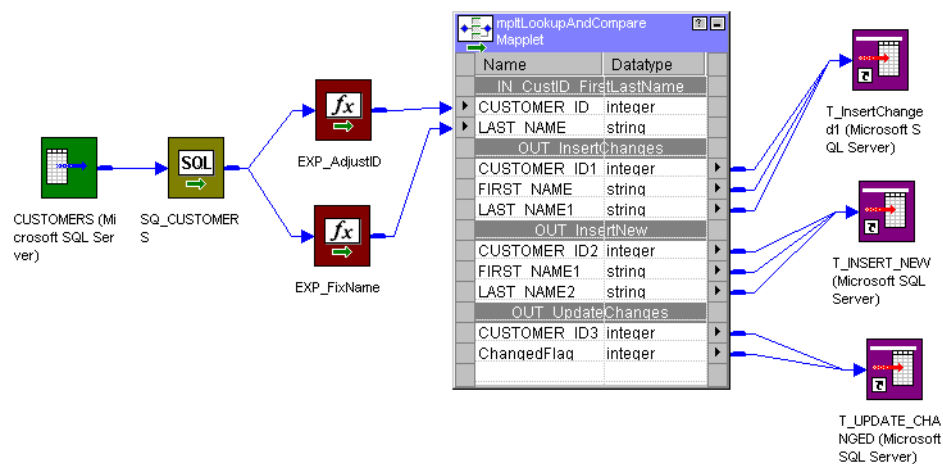 CUSTOMERS (Mi
crosoft SQL Ser
ver)
SQL
SQ_CUSTOMER
S
fx
EXP_AdjustID
fx
EXP_FixName
mpltLookupAndCompare
Mapplet
Name Datatype
IN_CustID_FirstLastName
CUSTOMER_ID integer
LAST_NAME string
OUT_InsertChanges
CUSTOMER_ID1 integer
FIRST_NAME string
LAST_NAME1 string
OUT_InsertNew
CUSTOMER_ID2 integer
FIRST_NAME1 string
LAST_NAME2 string
OUT_UpdateChanges
CUSTOMER_ID3 integer
ChangedFlag integer
T_InsertChange
d1 (Microsoft S
QL Server)
T_INSERT_NEW
(Microsoft SQL
Server)
T_UPDATE_CHA
NGED (Microsoft
SQL Server)